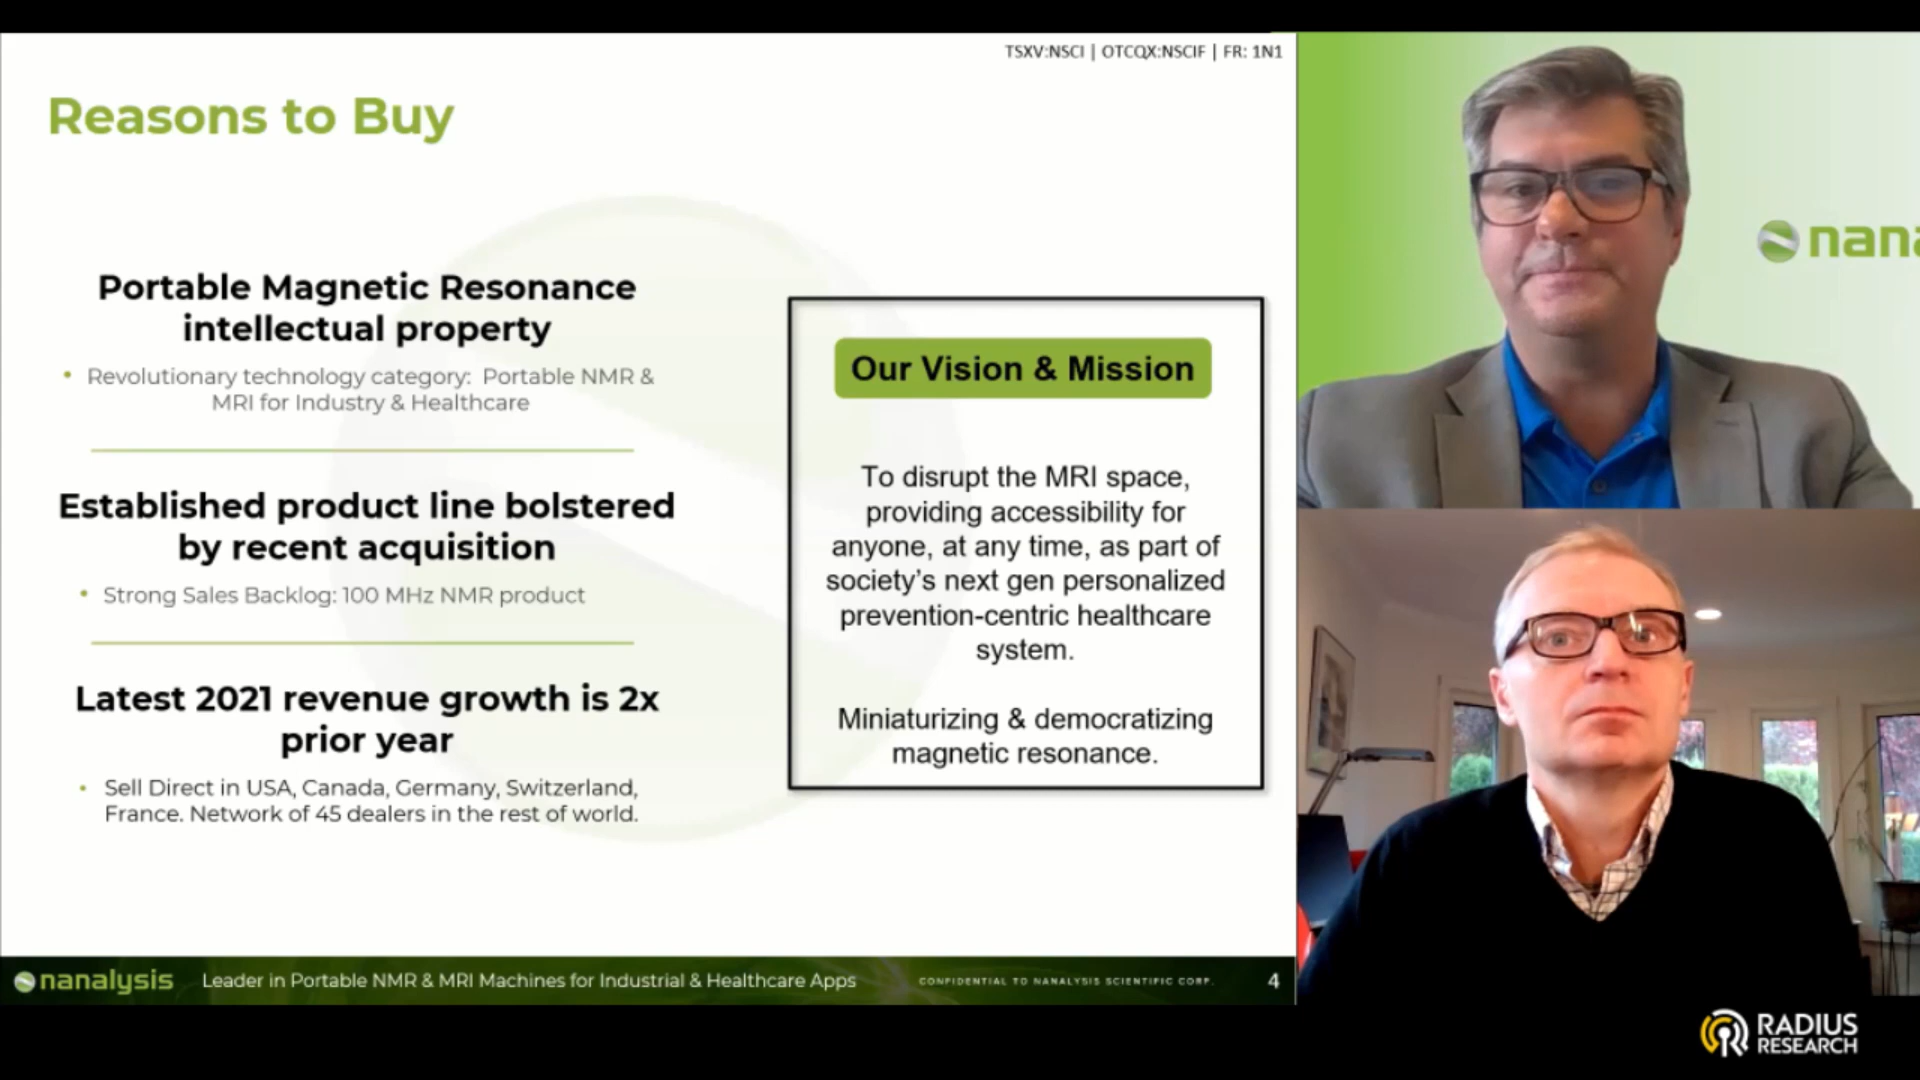 TSXV:NSCI | OTCQX:NSCIF | FR: 1N1
Reasons to Buy
Portable Magnetic Resonance
intellectual property
• Revolutionary technology category: Portable NMR &
MRI for Industry & Healthcare
Established product line bolstered
by recent acquisition
• Strong Sales Backlog: 100 MHz NMR product
Latest 2021 revenue growth is 2x
prior year
• Sell Direct in USA, Canada, Germany, Switzerland,
France. Network of 45 dealers in the rest of world.
Our Vision & Mission
To disrupt the MRI space,
providing accessibility for
anyone, at any time, as part of
society's next gen personalized
prevention-centric healthcare
system.
Miniaturizing & democratizing
magnetic resonance.
nanalysis
Leader in Portable NMR & MRI Machines for Industrial & Healthcare Apps
CONFIDENTIAL TO NANALYSIS SCIENTIFIC CORP.
4
nana
RADIUS
RESEARCH